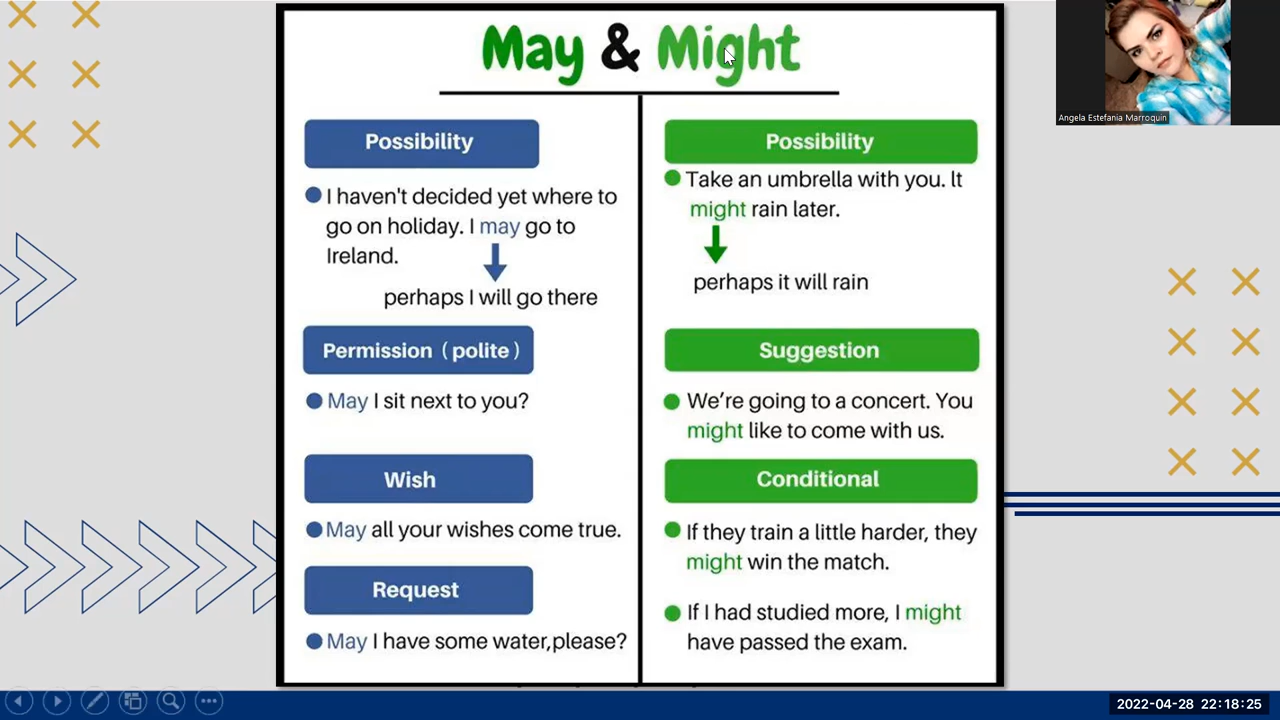 May & Might
Possibility
I haven't decided yet where to
go on holiday. I may go to
Ireland.
perhaps I will go there
Permission (polite)
May I sit next to you?
Wish
May all your wishes come true.
Request
May I have some water,please?
Possibility
Take an umbrella with you. It
might rain later.
perhaps it will rain
Suggestion
We’re going to a concert. You
might like to come with us.
Conditional
If they train a little harder, they
might win the match.
If I had studied more, I might
have passed the exam.
Angela Estefania Marroquin
2022-04-28 22:18:25